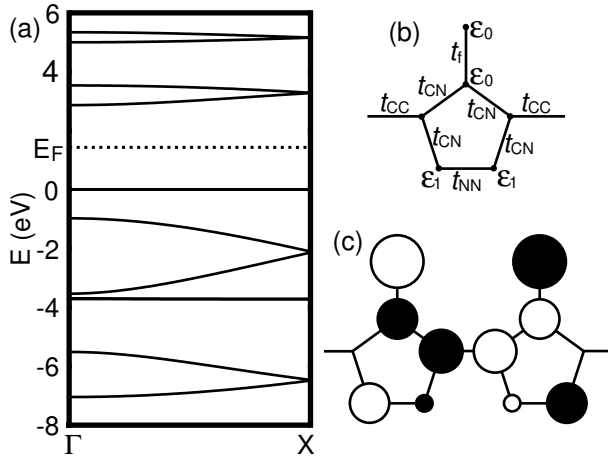 (a)
6
4
E_F
0
-2
-4
-6
-8
E (eV)
Γ
X
(b)
ε₀
t_f
ε₀
t_CN
t_CC
t_CN
t_CC
t_CN
t_CN
ε₁
t_NN
ε₁
(c)